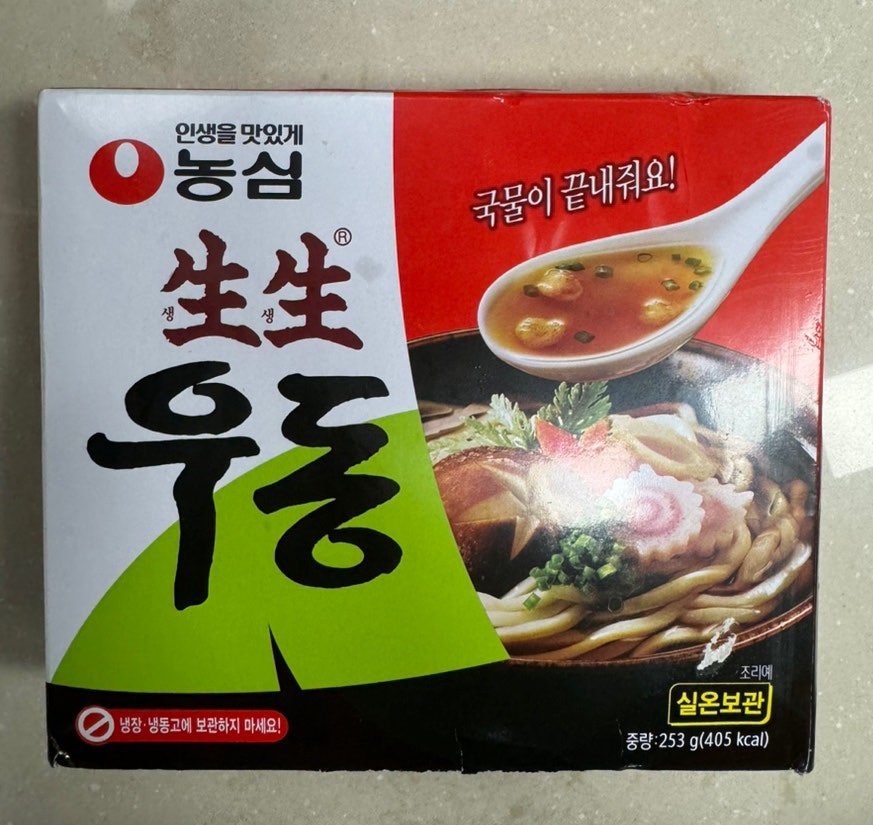 인생을 맛있게
농심
국물이 끝내줘요!
生生®
생 생
우동
조리예
실온보관
냉장·냉동고에 보관하지 마세요!
중량:253 g(405 kcal)